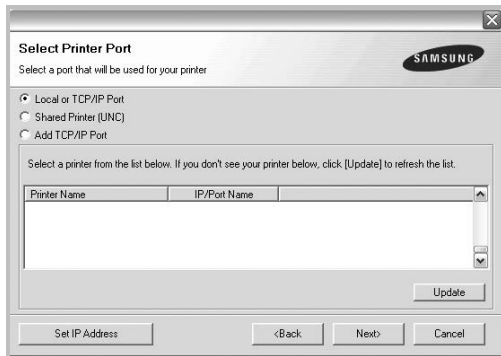 Select Printer Port
Select a port that will be used for your printer
SAMSUNG
Local or TCP/IP Port
Shared Printer (UNC)
Add TCP/IP Port
Select a printer from the list below. If you don't see your printer below, click [Update] to refresh the list.
Printer Name IP/Port Name
Update
Set IP Address <Back Next> Cancel